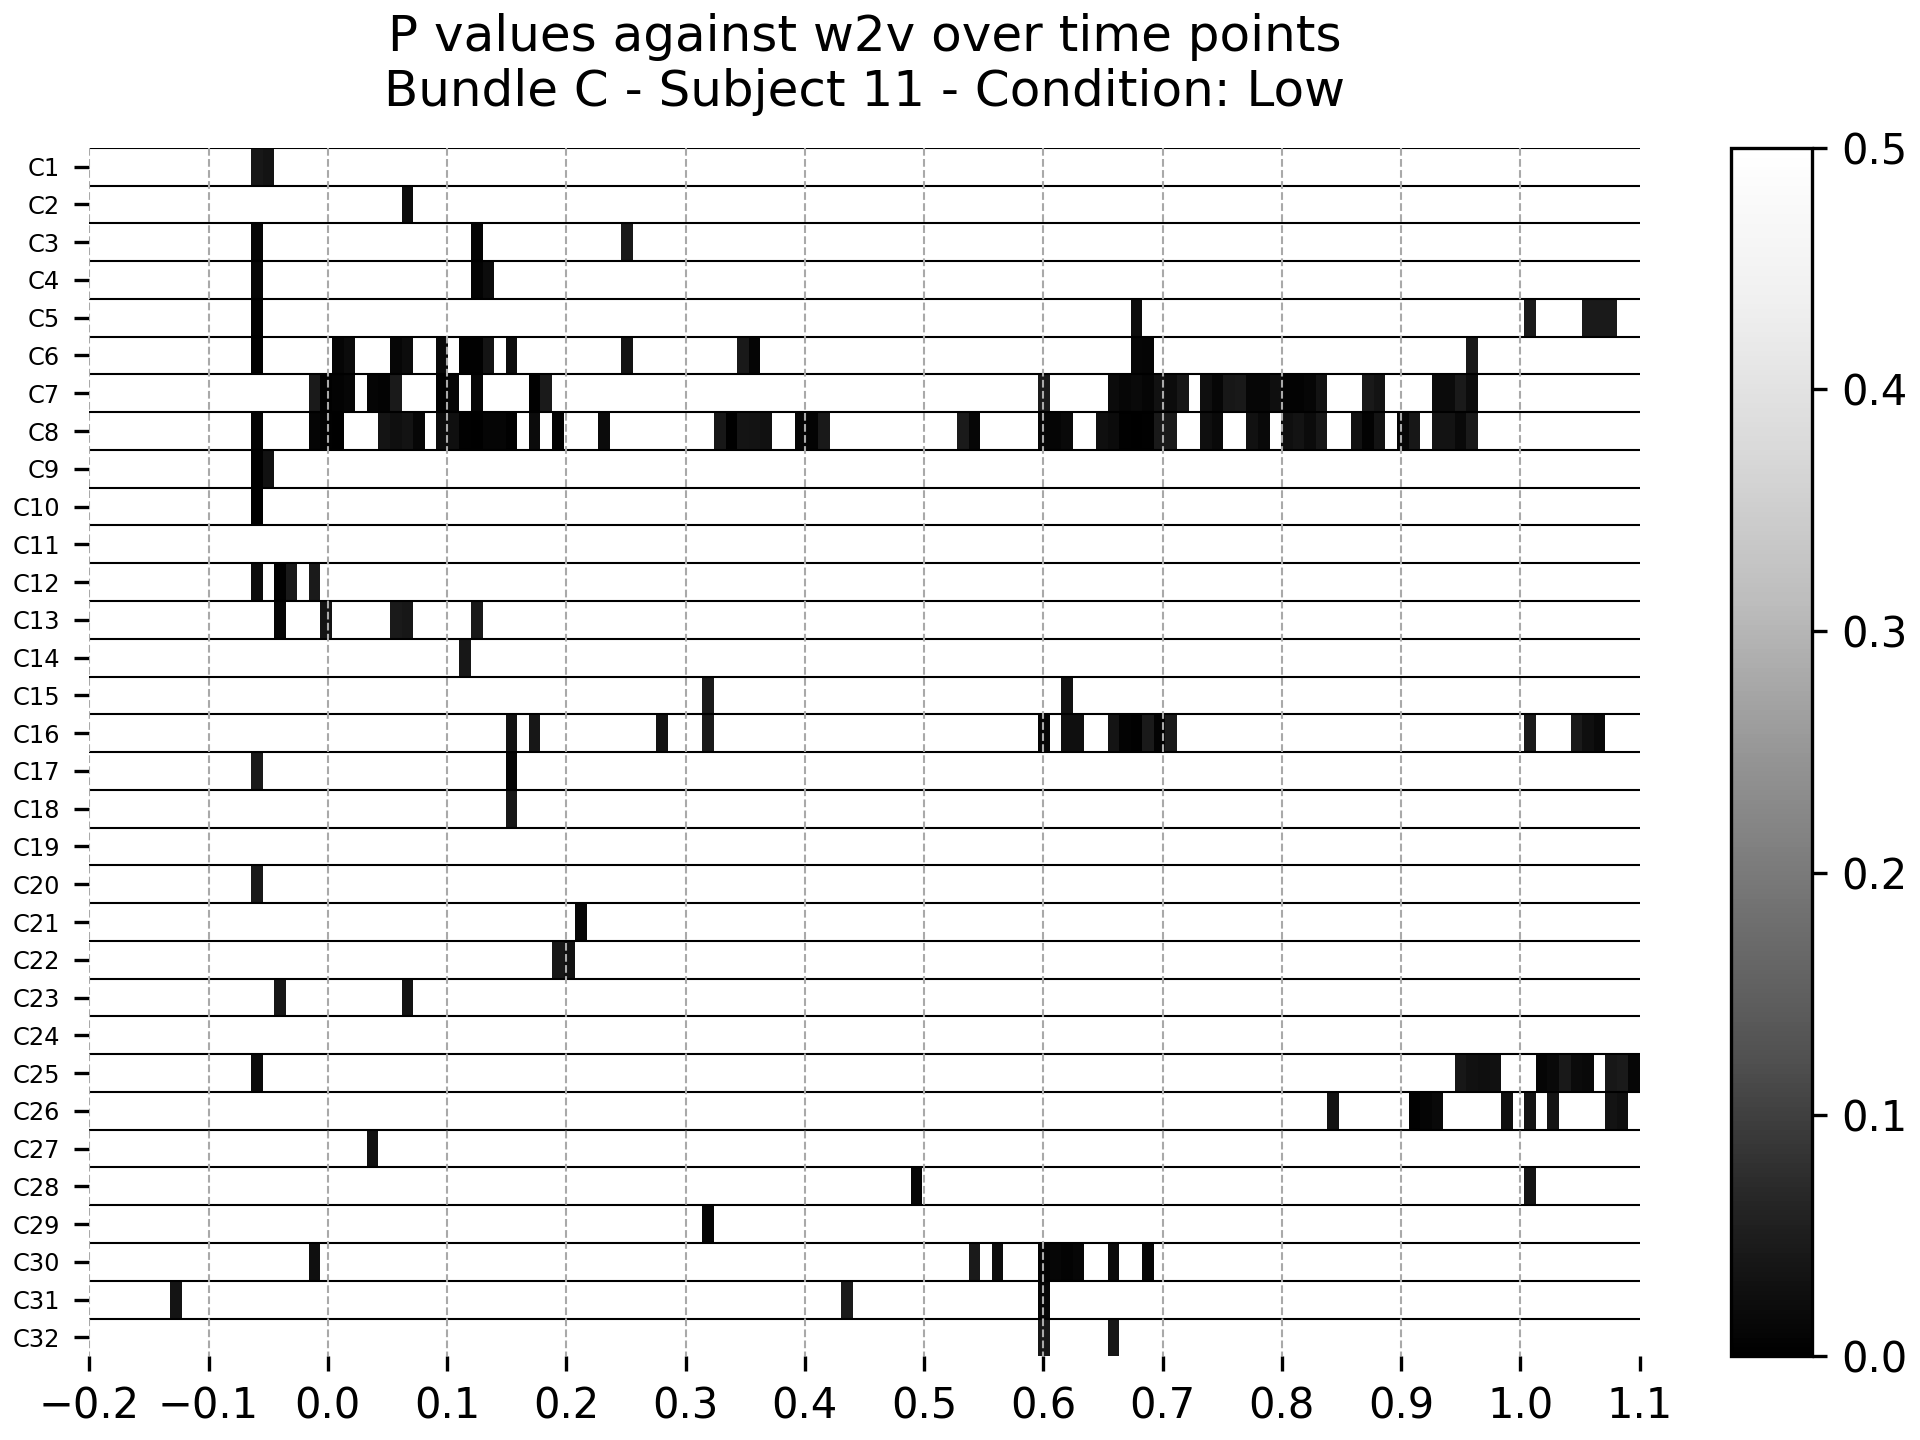 P values against w2v over time points
Bundle C - Subject 11 - Condition: Low
C1
C2
C3
C4
C5
C6
C7
C8
C9
C10
C11
C12
C13
C14
C15
C16
C17
C18
C19
C20
C21
C22
C23
C24
C25
C26
C27
C28
C29
C30
C31
C32
−0.2 −0.1 0.0 0.1 0.2 0.3 0.4 0.5 0.6 0.7 0.8 0.9 1.0 1.1
0.5
0.4
0.3
0.2
0.1
0.0